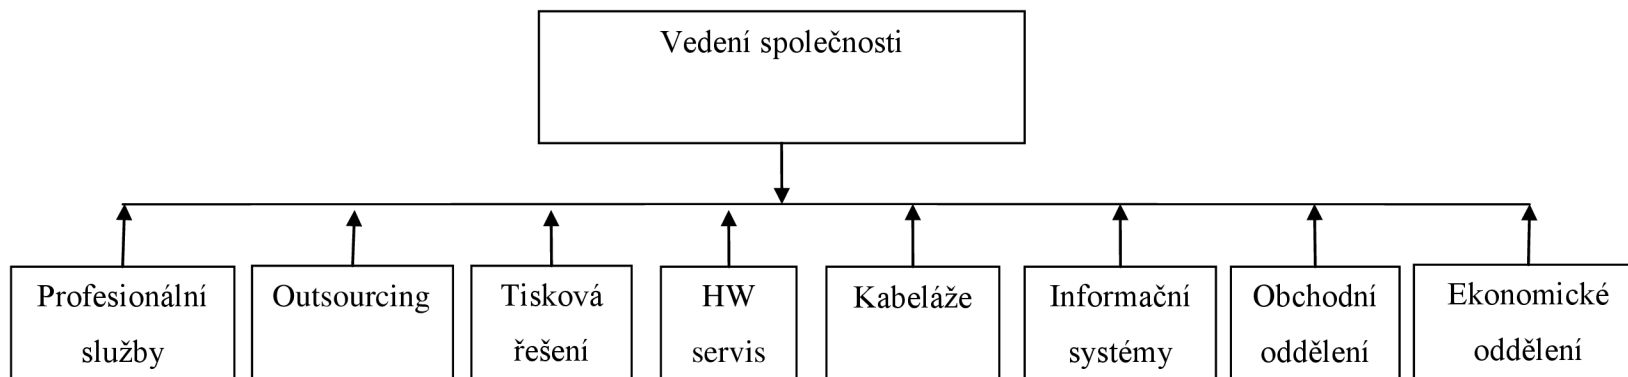 Vedení společnosti
Profesionální
služby
Outsourcing
Tisková
řešení
HW
servis
Kabeláže
Informační
systémy
Obchodní
oddělení
Ekonomické
oddělení